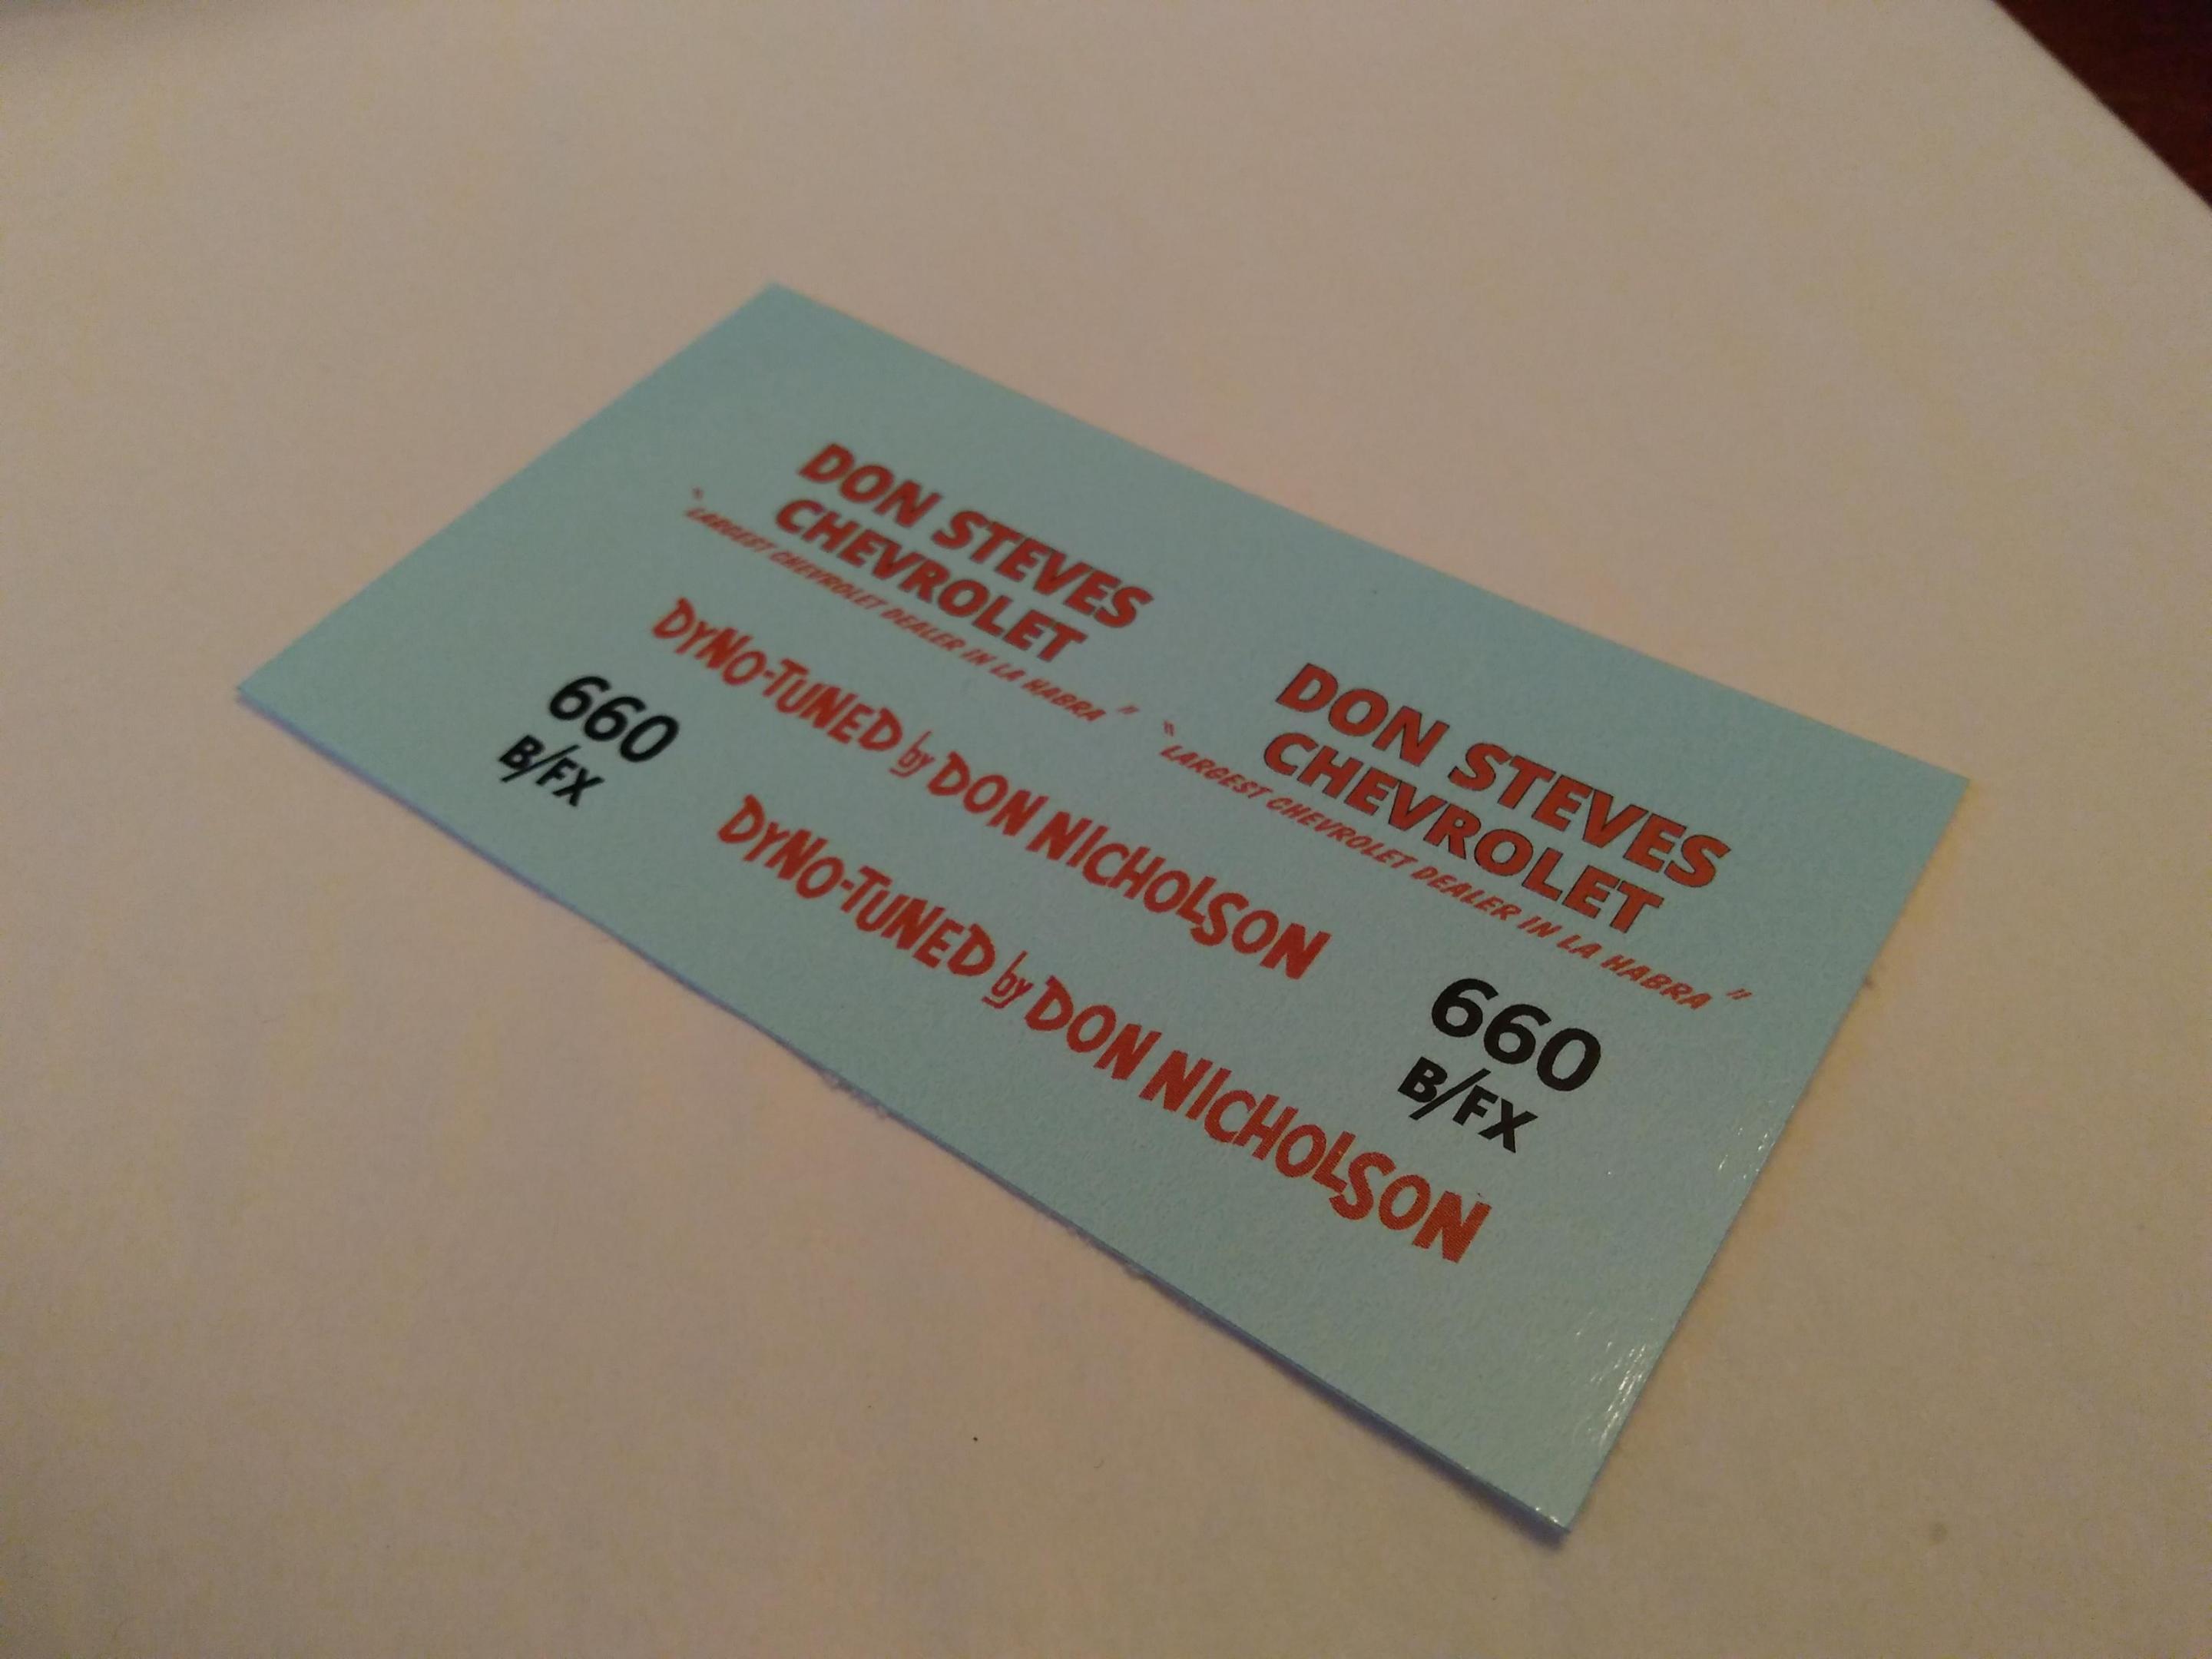 DON STEVES
CHEVROLET
"LARGEST CHEVROLET DEALER IN LA HABRA"
DON STEVES
CHEVROLET
"LARGEST CHEVROLET DEALER IN LA HABRA"
DYNO-TUNED by DON NICHOLSON
660
B/FX
DYNO-TUNED by DON NICHOLSON
660
B/FX